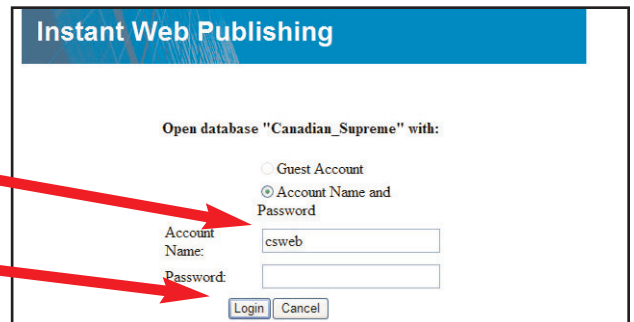 Instant Web Publishing
Open database "Canadian_Supreme" with:
Guest Account
Account Name and
Password
Account
Name:
csweb
Password:
Login Cancel